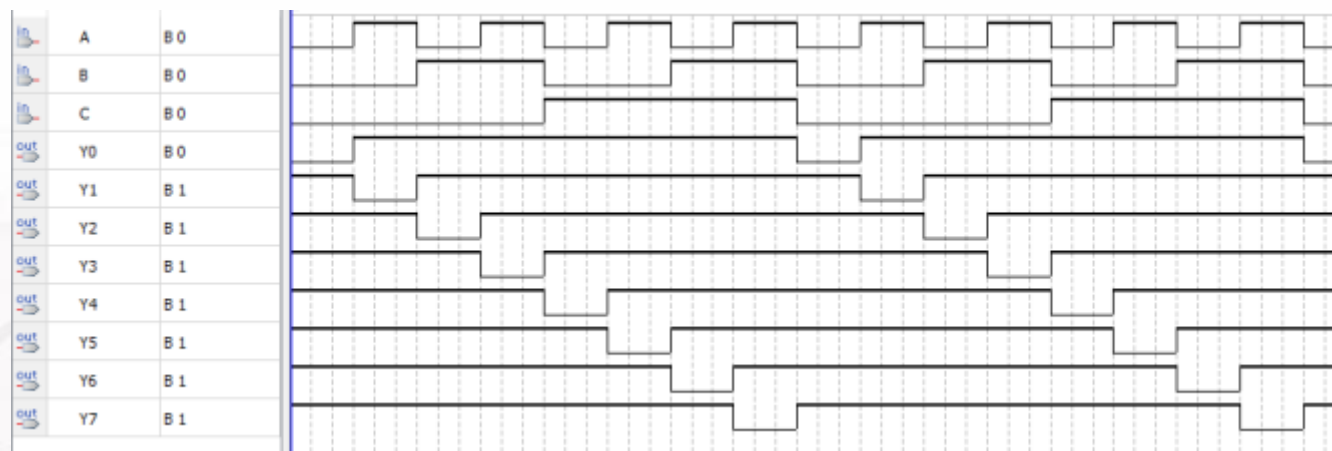 in A B 0
in B B 0
in C B 0
out Y0 B 0
out Y1 B 1
out Y2 B 1
out Y3 B 1
out Y4 B 1
out Y5 B 1
out Y6 B 1
out Y7 B 1